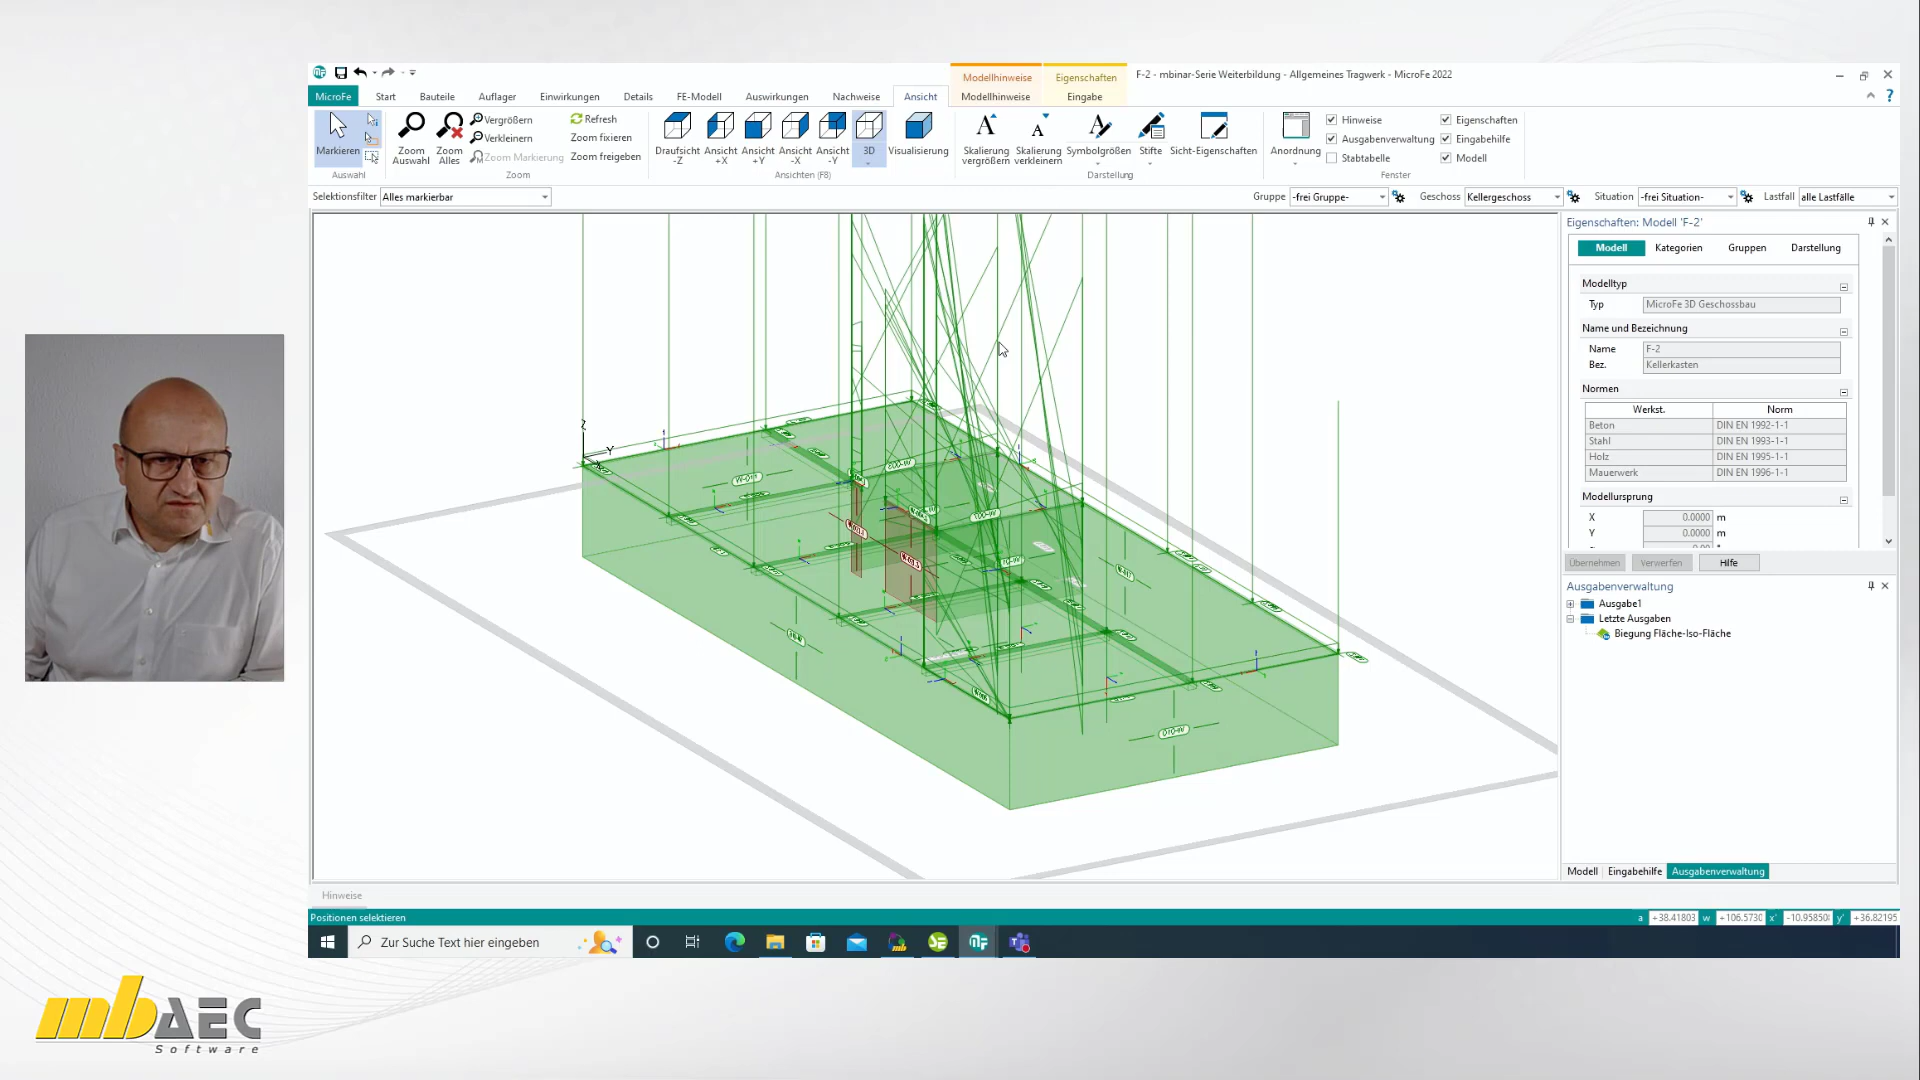 Modellhinweise
Eigenschaften
F-2 - mbinar-Serie Weiterbildung - Allgemeines Tragwerk - MicroFe 2022
MicroFe
Start
Bauteile
Auflager
Einwirkungen
Details
FE-Modell
Auswirkungen
Nachweise
Ansicht
Modellhinweise
Eingabe
Markieren
Auswahl
Zoom Auswahl
Zoom Alles
Vergrößern
Verkleinern
Zoom Markierung
Refresh
Zoom fixieren
Zoom freigeben
Zoom
Draufsicht -Z
Ansicht +X
Ansicht +Y
Ansicht -X
Ansicht -Y
3D
Visualisierung
Ansichten (F8)
Skalierung vergrößern
Skalierung verkleinern
Symbolgrößen
Stifte
Sicht-Eigenschaften
Darstellung
Anordnung
Hinweise
Ausgabenverwaltung
Stabtabelle
Eigenschaften
Eingabehilfe
Modell
Fenster
Selektionsfilter
Alles markierbar
Gruppe
-frei Gruppe-
Geschoss
Kellergeschoss
Situation
-frei Situation-
Lastfall
alle Lastfälle
Eigenschaften: Modell 'F-2'
Modell
Kategorien
Gruppen
Darstellung
Modelltyp
Typ
MicroFe 3D Geschossbau
Name und Bezeichnung
Name
F-2
Bez.
Kellerkasten
Normen
Werkst.
Norm
Beton
DIN EN 1992-1-1
Stahl
DIN EN 1993-1-1
Holz
DIN EN 1995-1-1
Mauerwerk
DIN EN 1996-1-1
Modellursprung
X
0.0000 m
Y
0.0000 m
Übernehmen
Verwerfen
Hilfe
Ausgabenverwaltung
Ausgabe1
Letzte Ausgaben
Biegung Fläche-Iso-Fläche
Modell
Eingabehilfe
Ausgabenverwaltung
Z
Y
Hinweise
Positionen selektieren
a
+38.41803
w
+106.5730
x'
-10.958508
y'
+36.82195
Zur Suche Text hier eingeben
mb AEC
Software